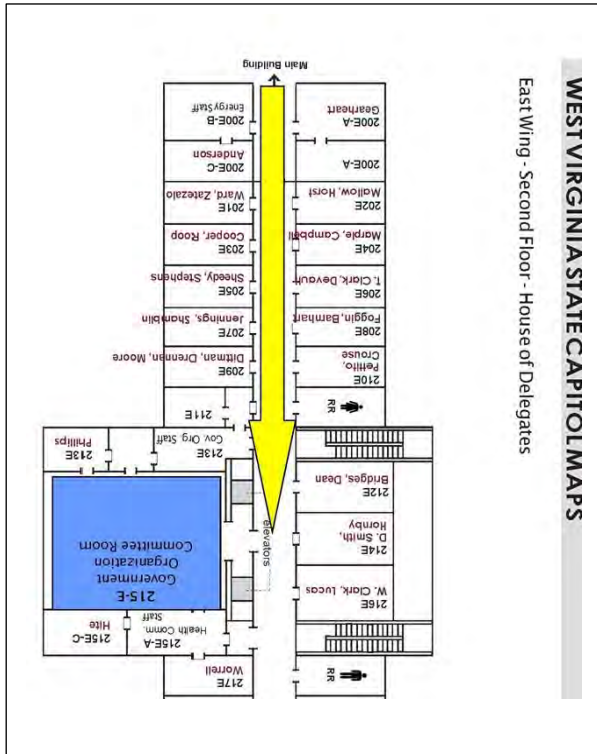 WEST VIRGINIA STATE CAPITOL MAPS
East Wing - Second Floor - House of Delegates
Main Building
200E-B
Energy Staff
200E-A
Gearheart
200E-C
Anderson
200E-A
201E
Ward, Zatezalo
202E
Mallow, Horst
203E
Cooper, Roop
204E
Marple, Campbell
205E
Sheedy, Stephens
206E
T. Clark, Devault
207E
Jennings, Shamblin
208E
Foggin, Barnhart
209E
Dittman, Drennan, Moore
210E
Petitto,
Crouse
211E
RR
213E
Phillips
213E
Gov. Org. Staff
212E
Bridges, Dean
elevators
214E
D. Smith,
Hornby
215-E
Government
Organization
Committee Room
216E
W. Clark, Lucas
215E-C
Hite
215E-A
Health Comm.
Staff
217E
Worrell
RR